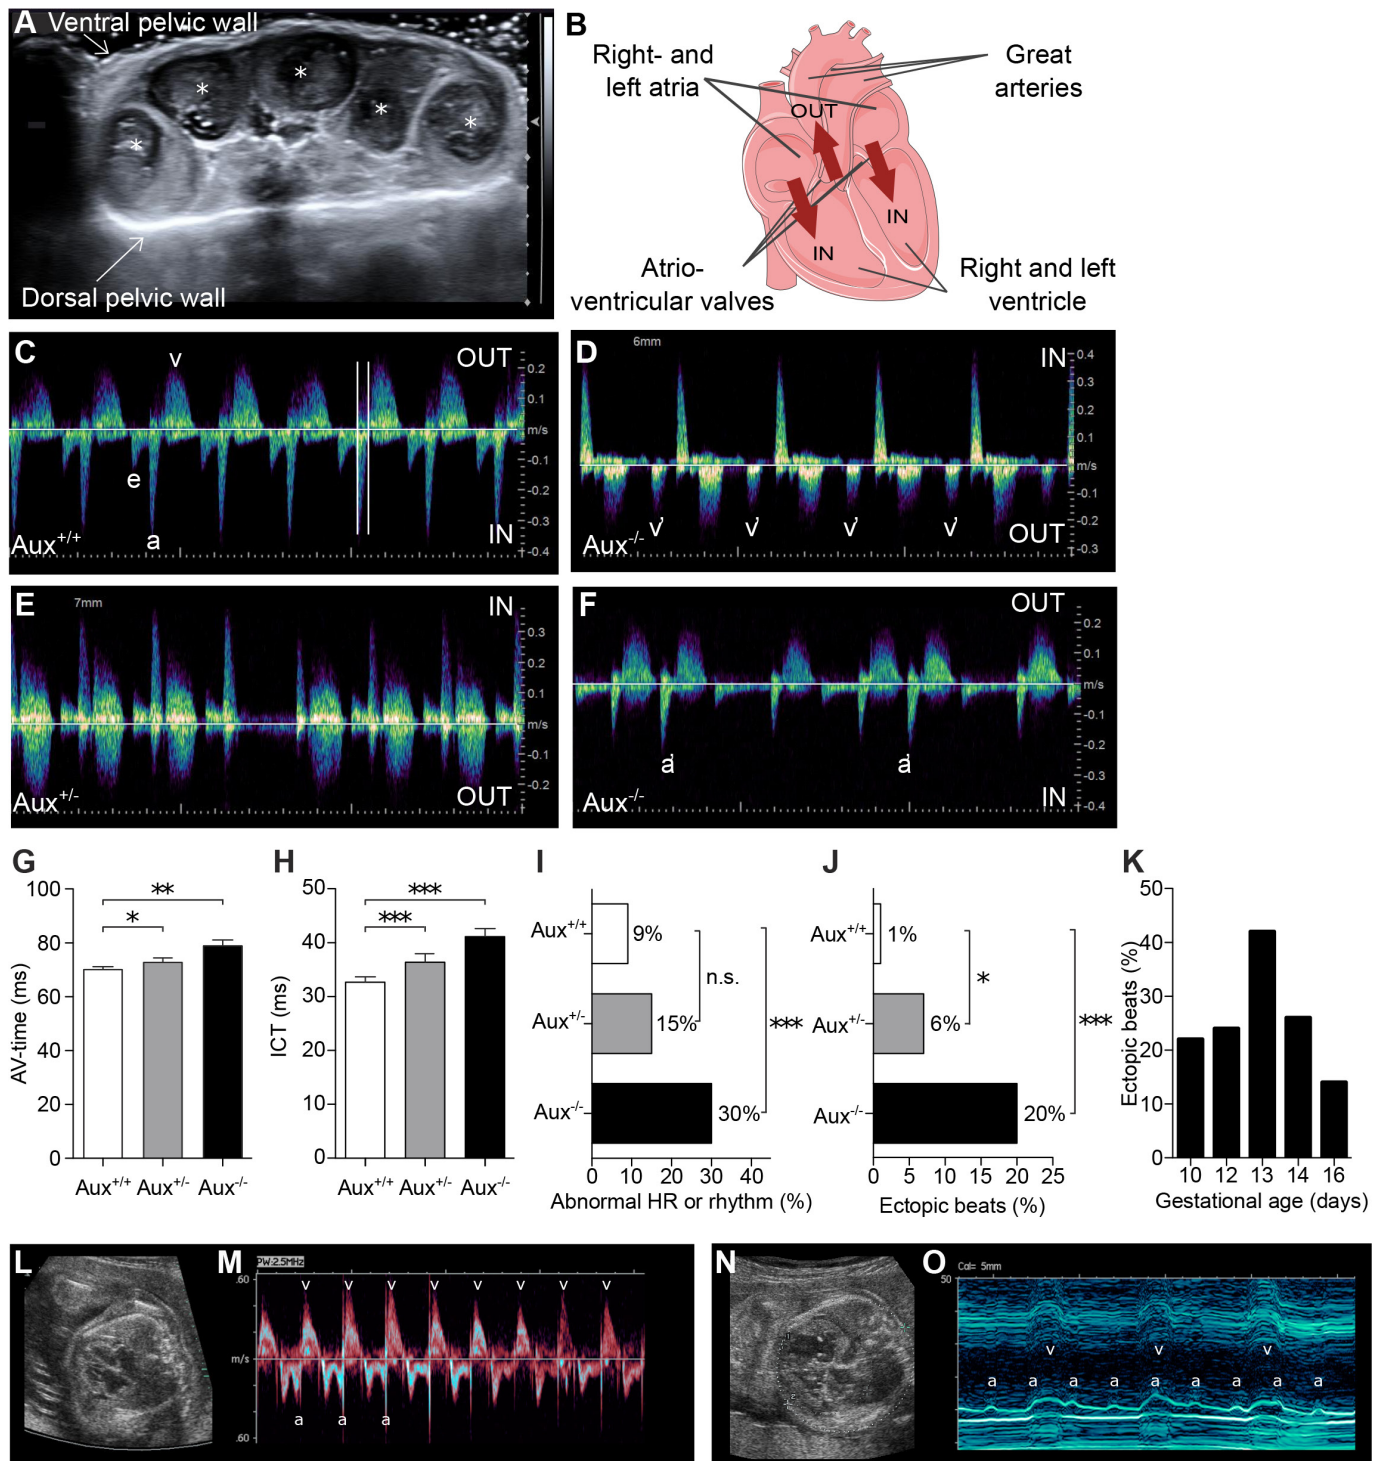 A
Ventral pelvic wall
*
*
*
*
*
Dorsal pelvic wall
B
Right- and
left atria
Great
arteries
OUT
IN
IN
Atrio-
ventricular valves
Right and left
ventricle
C
v
OUT
0.2
0.1
m/s
-0.1
-0.2
-0.3
-0.4
e
a
IN
Aux+/+
D
6mm
IN
0.4
0.3
0.1
m/s
-0.1
-0.3
v' v' v' v'
OUT
Aux-/-
E
7mm
IN
0.3
0.2
0.1
m/s
-0.1
-0.2
OUT
Aux+/-
F
OUT
0.2
0.1
m/s
-0.1
-0.2
-0.3
-0.4
a' a'
IN
Aux-/-
G
AV-time (ms)
100
80
60
40
20
0
**
*
Aux+/+ Aux+/- Aux-/-
H
ICT (ms)
50
40
30
20
10
0
***
***
Aux+/+ Aux+/- Aux-/-
I
Aux+/+
9%
n.s.
Aux+/-
15%
***
Aux-/-
30%
0 10 20 30 40
Abnormal HR or rhythm (%)
J
Aux+/+
1%
*
Aux+/-
6%
***
Aux-/-
20%
0 5 10 15 20 25
Ectopic beats (%)
K
Ectopic beats (%)
50
40
30
20
10
0
10 12 13 14 16
Gestational age (days)
L
M
PW:2.5MHz
.60
v v v v v v v v
m/s
a a a
.60
N
O
Cal= 5mm
50
v v v
a a a a a a a a a